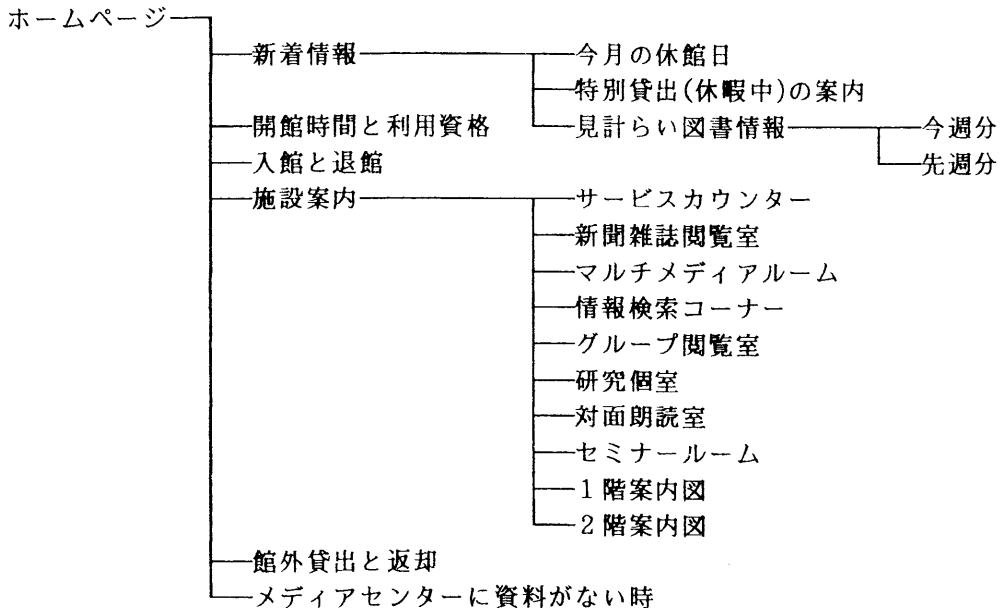 ホームページ
新着情報 今月の休館日
特別貸出(休暇中)の案内
開館時間と利用資格 見計らい図書情報 今週分
入館と退館 先週分
施設案内 サービスカウンター
新聞雑誌閲覧室
マルチメディアルーム
情報検索コーナー
グループ閲覧室
研究個室
対面朗読室
セミナールーム
1階案内図
2階案内図
館外貸出と返却
メディアセンターに資料がない時